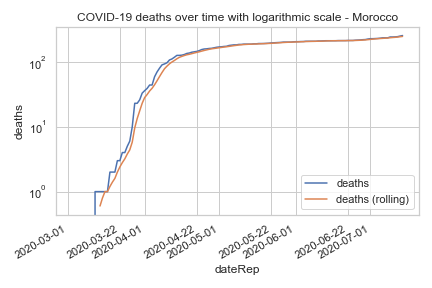 COVID-19 deaths over time with logarithmic scale - Morocco
deaths
10²
10¹
10⁰
deaths
deaths (rolling)
2020-03-01
2020-03-22
2020-04-01
2020-04-22
2020-05-01
2020-05-22
2020-06-01
2020-06-22
2020-07-01
dateRep